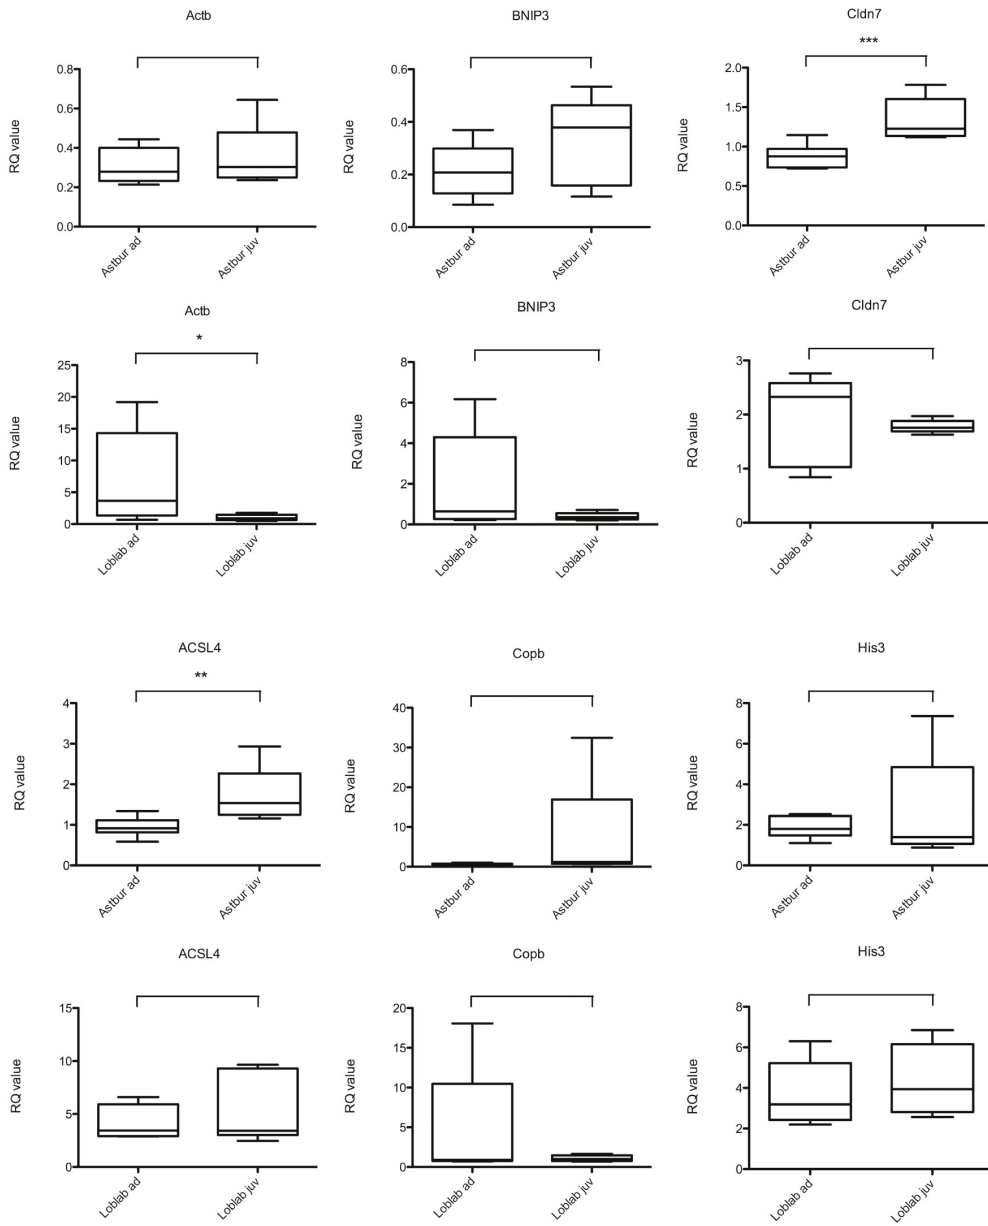 Actb
BNIP3
Cldn7
***
RQ value
0.8
0.6
0.4
0.2
0.0
Astbur ad
Astbur juv
RQ value
0.6
0.4
0.2
0.0
Astbur ad
Astbur juv
RQ value
2.0
1.5
1.0
0.5
0.0
Astbur ad
Astbur juv
Actb
BNIP3
Cldn7
*
RQ value
25
20
15
10
5
0
Loblab ad
Loblab juv
RQ value
8
6
4
2
0
Loblab ad
Loblab juv
RQ value
3
2
1
0
Loblab ad
Loblab juv
ACSL4
Copb
His3
**
RQ value
4
3
2
1
0
Astbur ad
Astbur juv
RQ value
40
30
20
10
0
Astbur ad
Astbur juv
RQ value
8
6
4
2
0
Astbur ad
Astbur juv
ACSL4
Copb
His3
RQ value
15
10
5
0
Loblab ad
Loblab juv
RQ value
20
15
10
5
0
Loblab ad
Loblab juv
RQ value
8
6
4
2
0
Loblab ad
Loblab juv